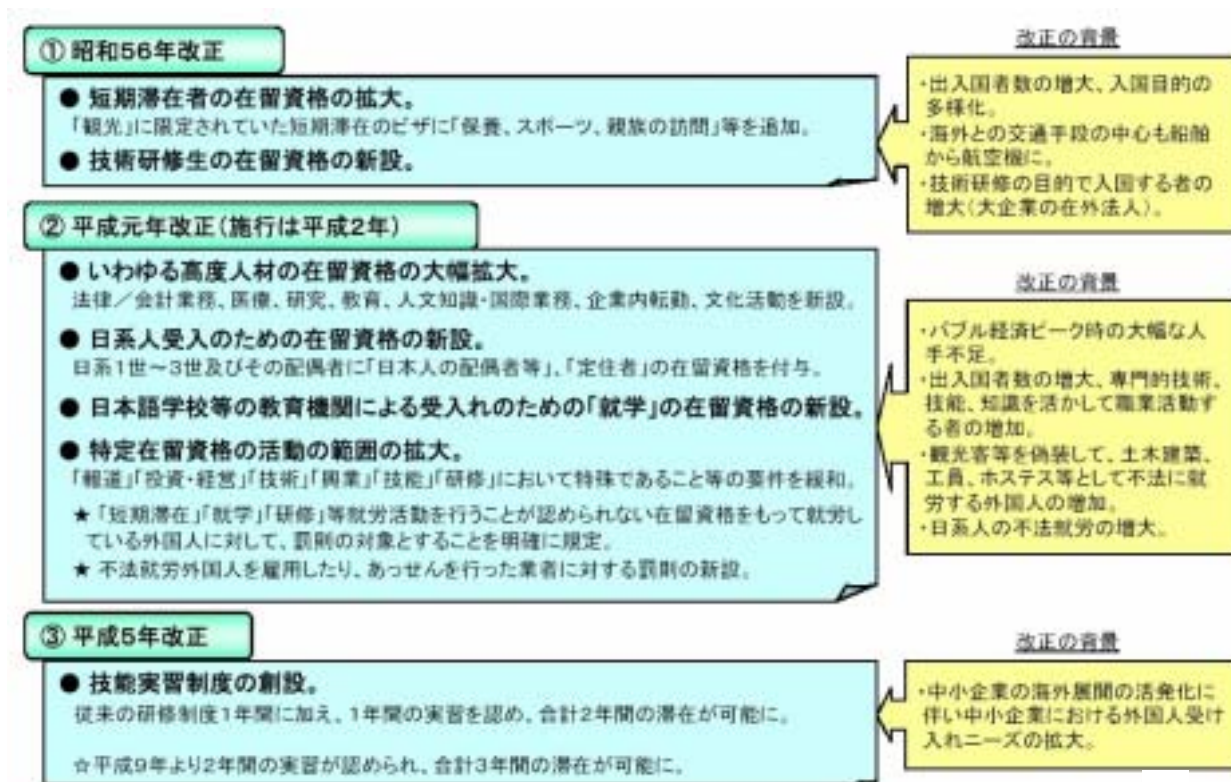 ① 昭和56年改正
● 短期滞在者の在留資格の拡大。
「観光」に限定されていた短期滞在のビザに「保養、スポーツ、親族の訪問」等を追加。
● 技術研修生の在留資格の新設。
改正の背景
・出入国者数の増大、入国目的の
多様化。
・海外との交通手段の中心も船舶
から航空機に。
・技術研修の目的で入国する者の
増大(大企業の在外法人)。
② 平成元年改正(施行は平成2年)
● いわゆる高度人材の在留資格の大幅拡大。
法律/会計業務、医療、研究、教育、人文知識・国際業務、企業内転勤、文化活動を新設。
● 日系人受入のための在留資格の新設。
日系1世~3世及びその配偶者に「日本人の配偶者等」、「定住者」の在留資格を付与。
● 日本語学校等の教育機関による受入れのための「就学」の在留資格の新設。
● 特定在留資格の活動の範囲の拡大。
「報道」「投資・経営」「技術」「興業」「技能」「研修」において特殊であること等の要件を緩和。
★ 「短期滞在」「就学」「研修」等就労活動を行うことが認められない在留資格をもって就労し
ている外国人に対して、罰則の対象とすることを明確に規定。
★ 不法就労外国人を雇用したり、あっせんを行った業者に対する罰則の新設。
改正の背景
・バブル経済ピーク時の大幅な人
手不足。
・出入国者数の増大、専門的技術、
技能、知識を活かして職業活動す
る者の増加。
・観光客等を偽装して、土木建築、
工員、ホステス等として不法に就
労する外国人の増加。
・日系人の不法就労の増大。
③ 平成5年改正
● 技能実習制度の創設。
従来の研修制度1年間に加え、1年間の実習を認め、合計2年間の滞在が可能に。
☆平成9年より2年間の実習が認められ、合計3年間の滞在が可能に。
改正の背景
・中小企業の海外展開の活発化に
伴い中小企業における外国人受け
入れニーズの拡大。